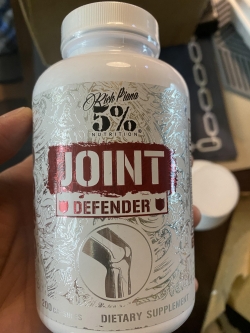 Rich Piana
5%
NUTRITION
JOINT
DEFENDER
DIETARY SUPPLEMENT